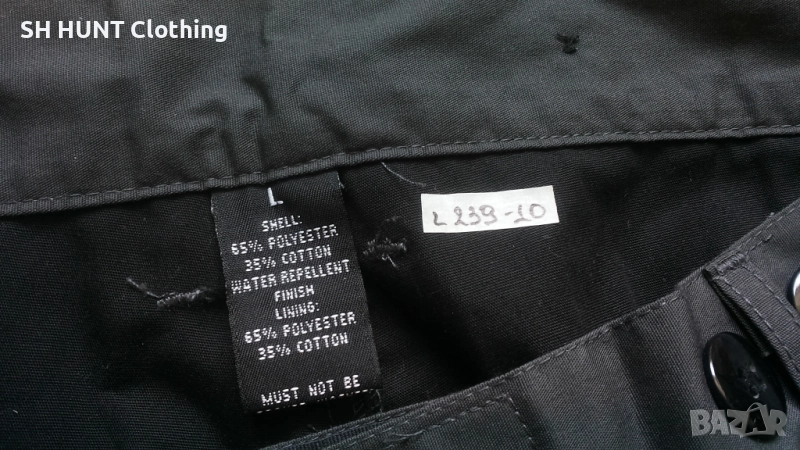 SH HUNT Clothing
L
SHELL:
65% POLYESTER
35% COTTON
WATER REPELLENT
FINISH
LINING:
65% POLYESTER
35% COTTON
MUST NOT BE
L 239-10
BAZAR